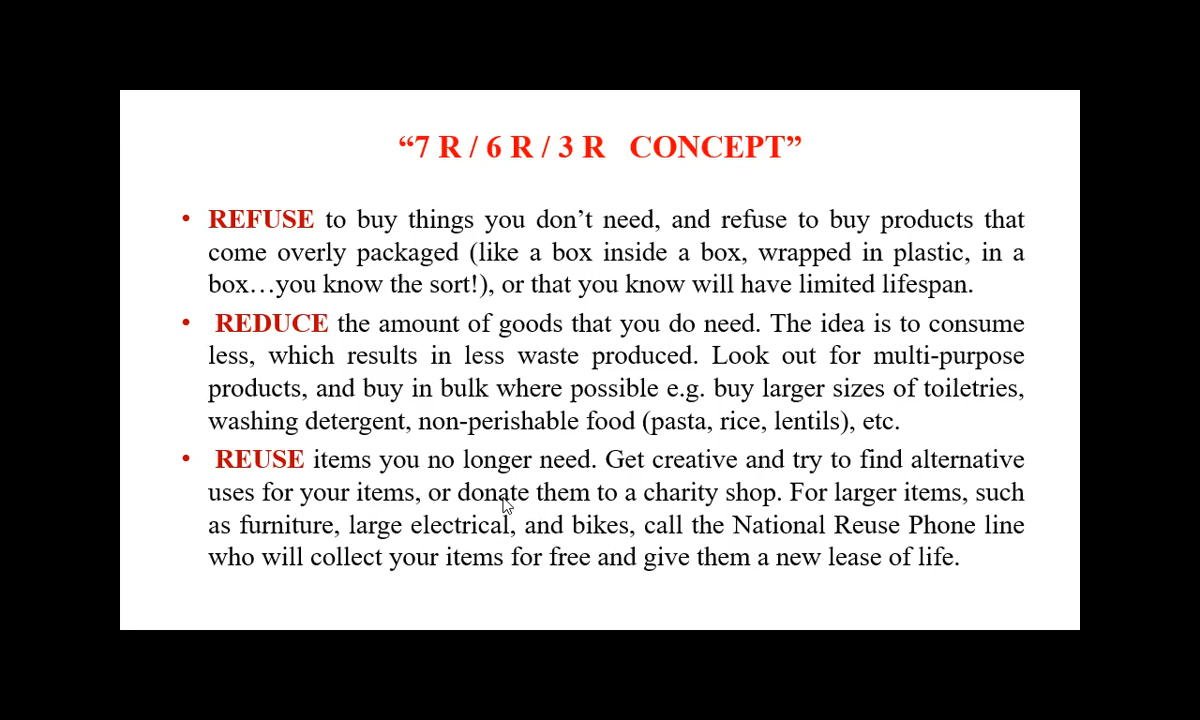 “7 R / 6 R / 3 R CONCEPT”
• REFUSE to buy things you don’t need, and refuse to buy products that
come overly packaged (like a box inside a box, wrapped in plastic, in a
box…you know the sort!), or that you know will have limited lifespan.
• REDUCE the amount of goods that you do need. The idea is to consume
less, which results in less waste produced. Look out for multi-purpose
products, and buy in bulk where possible e.g. buy larger sizes of toiletries,
washing detergent, non-perishable food (pasta, rice, lentils), etc.
• REUSE items you no longer need. Get creative and try to find alternative
uses for your items, or donate them to a charity shop. For larger items, such
as furniture, large electrical, and bikes, call the National Reuse Phone line
who will collect your items for free and give them a new lease of life.